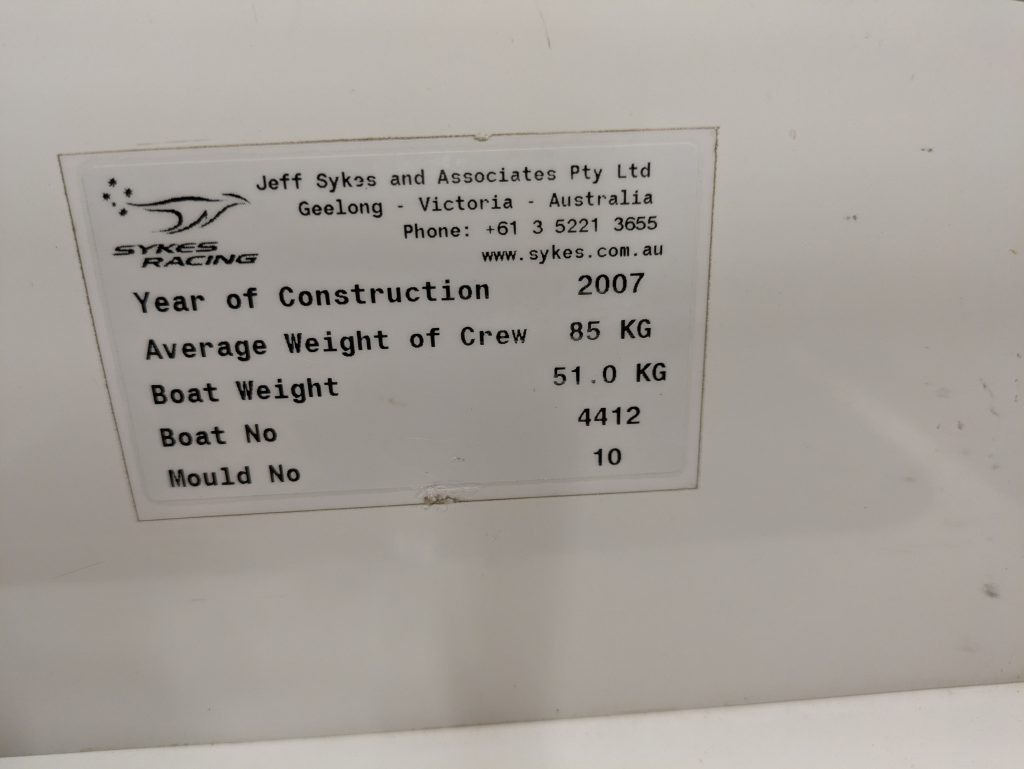 Jeff Sykes and Associates Pty Ltd
Geelong - Victoria - Australia
Phone: +61 3 5221 3655
www.sykes.com.au
SYKES
RACING
Year of Construction 2007
Average Weight of Crew 85 KG
Boat Weight 51.0 KG
Boat No 4412
Mould No 10